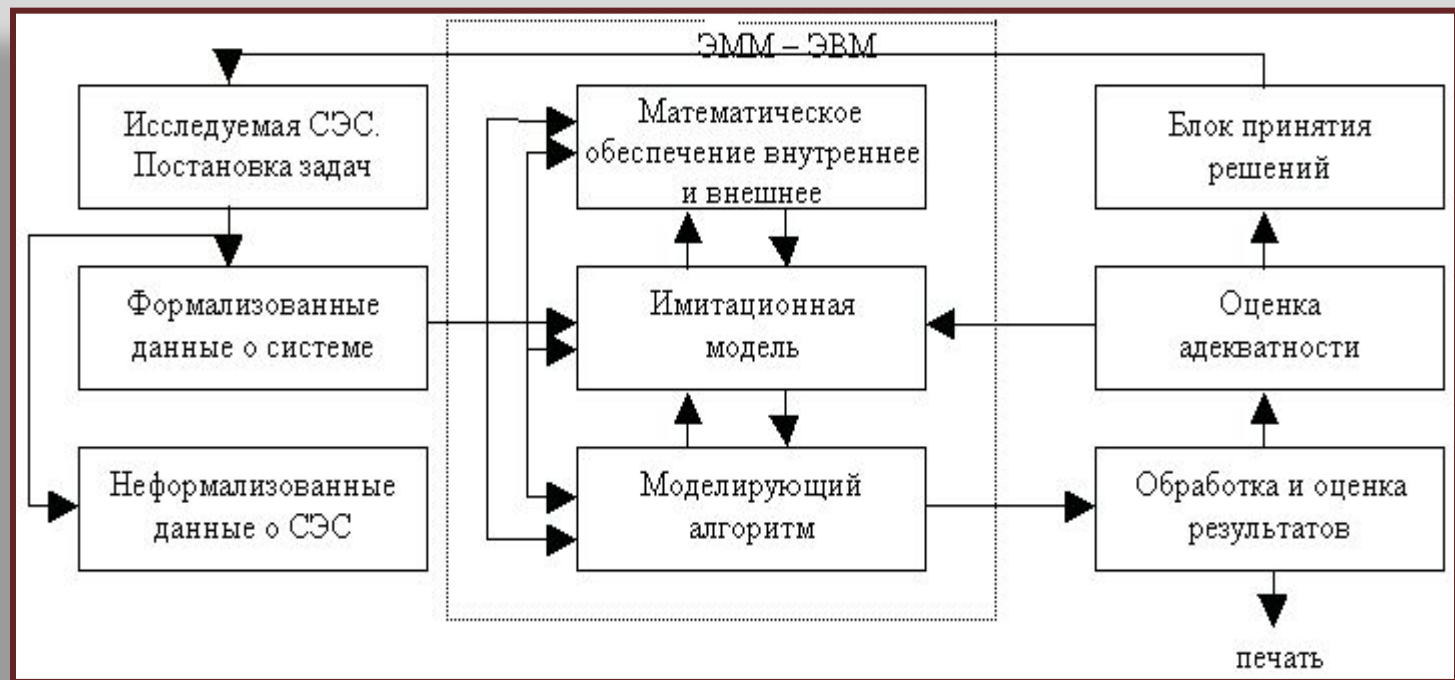 ЭММ – ЭВМ
Исследуемая СЭС.
Постановка задач
Математическое
обеспечение внутреннее
и внешнее
Блок принятия
решений
Формализованные
данные о системе
Имитационная
модель
Оценка
адекватности
Неформализованные
данные о СЭС
Моделирующий
алгоритм
Обработка и оценка
результатов
печать